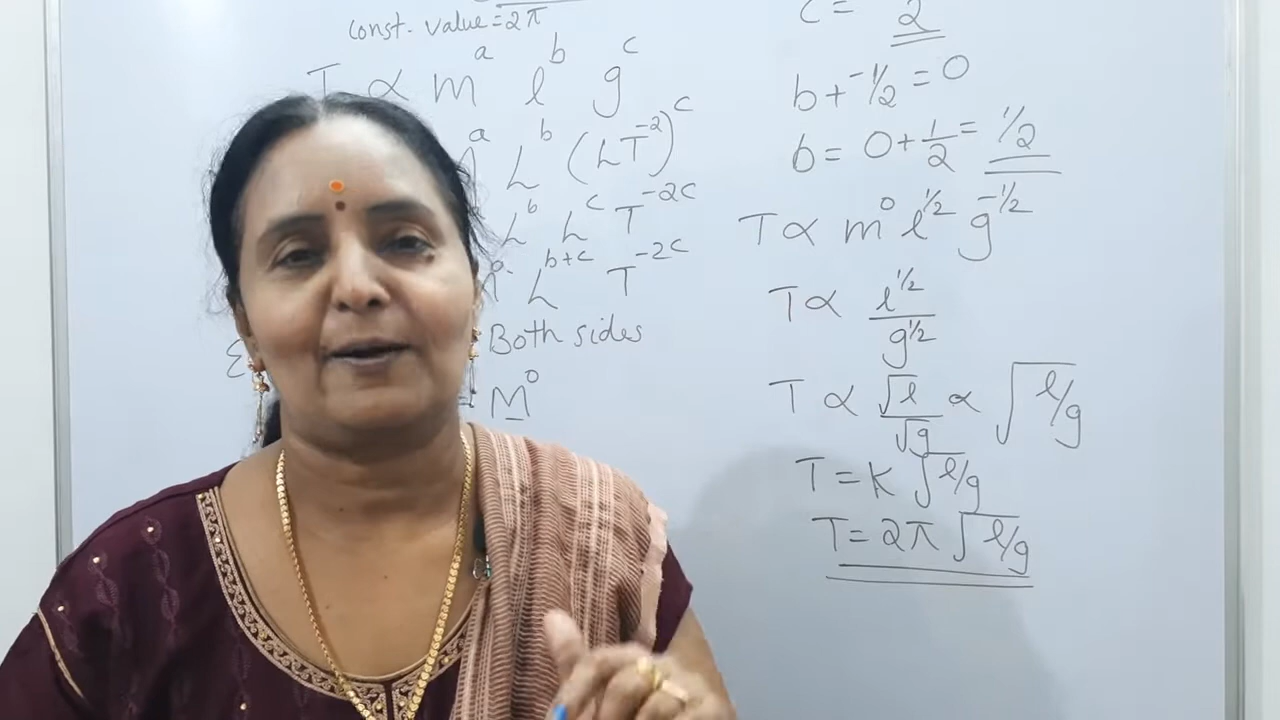 const. value = 2π
T ∝ m^a l^b g^c
L^b (LT^-2)^c
L^b L^c T^-2c
L^b+c T^-2c
Both sides
= M^0
c =
2
b + -1/2 = 0
b = 0 + 1/2 = 1/2
T ∝ m^0 l^1/2 g^-1/2
T ∝ l^1/2 / g^1/2
T ∝ √l / √g ∝ √l/g
T = K √l/g
T = 2π √l/g